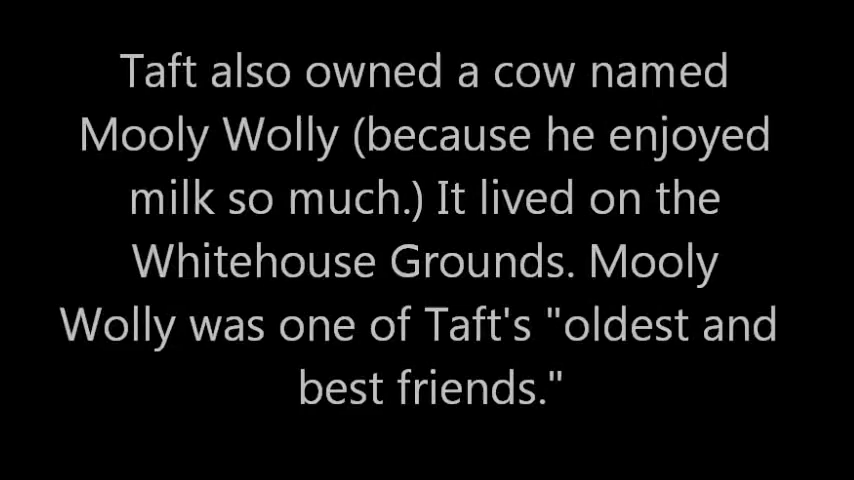 Taft also owned a cow named
Mooly Wolly (because he enjoyed
milk so much.) It lived on the
Whitehouse Grounds. Mooly
Wolly was one of Taft's "oldest and
best friends."